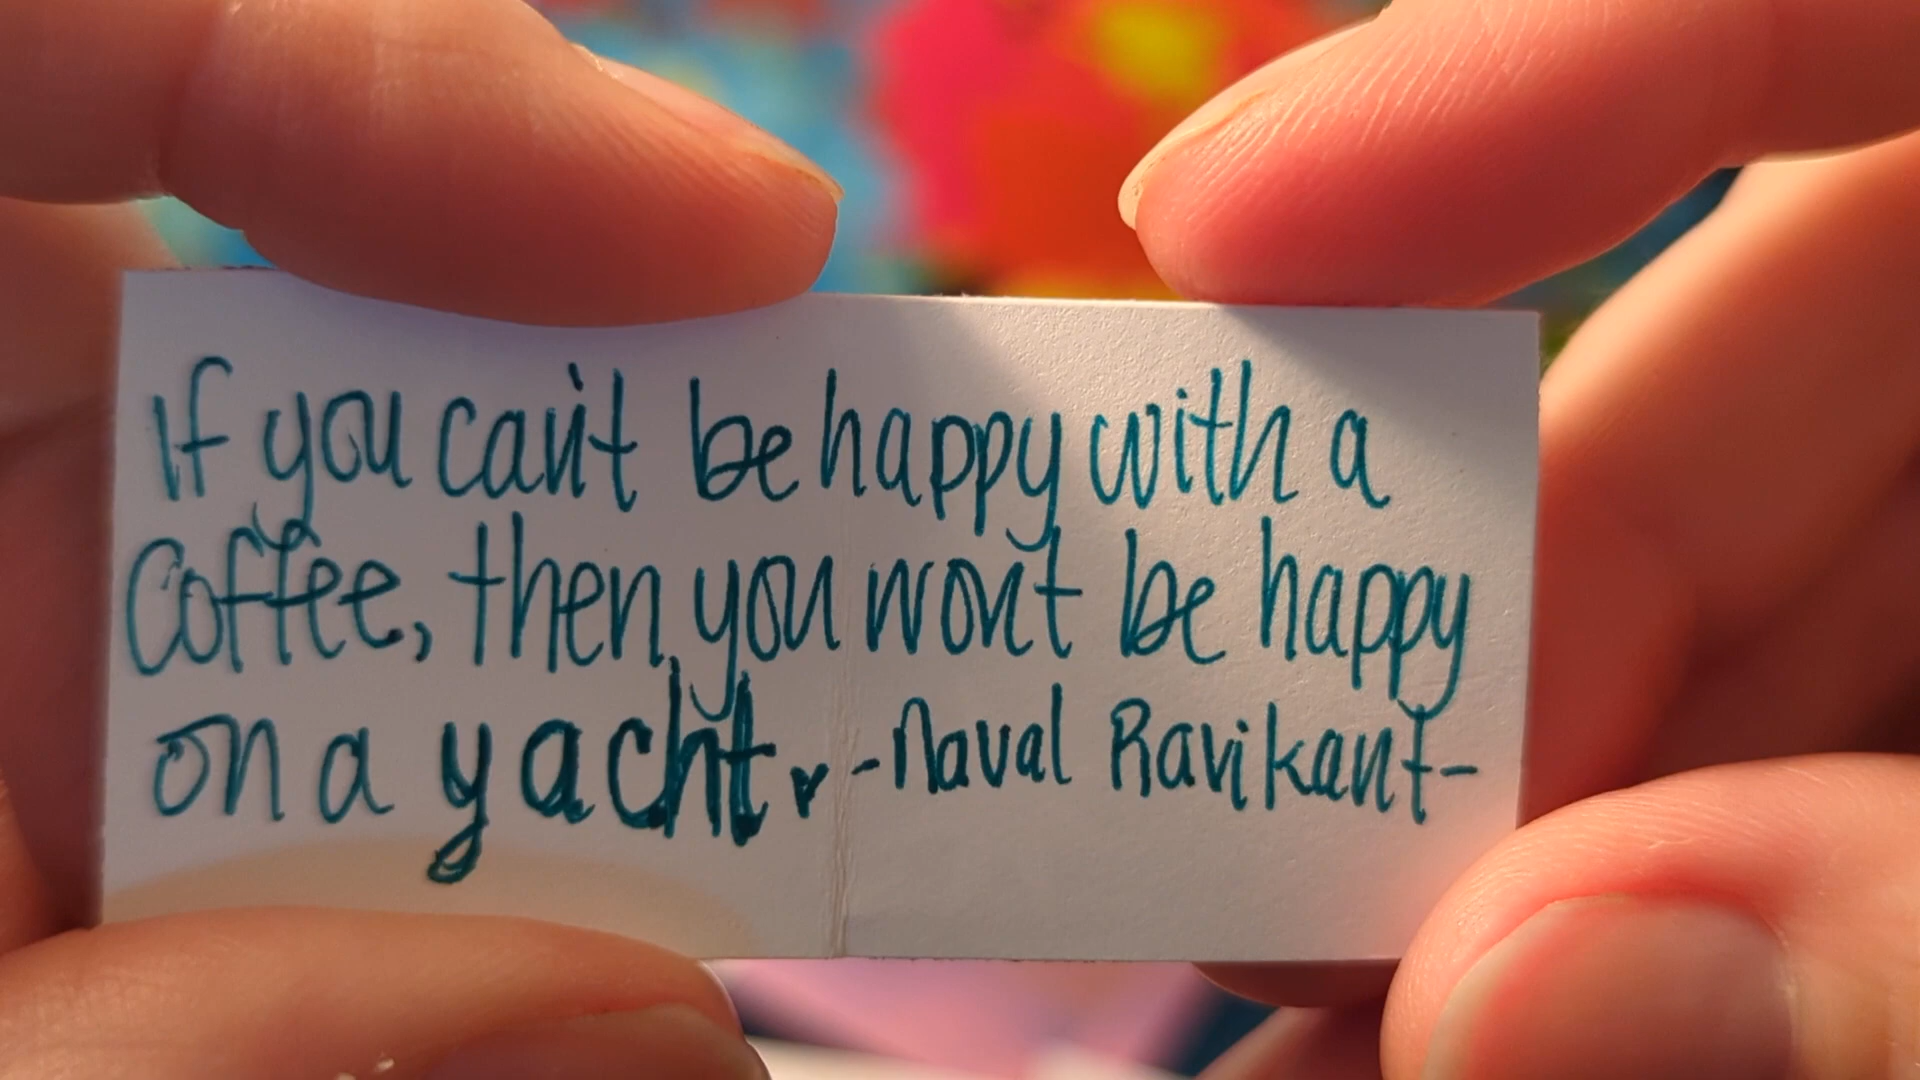 If you can't be happy with a
Coffee, then you won't be happy
on a yacht ♥ -Naval Ravikant-